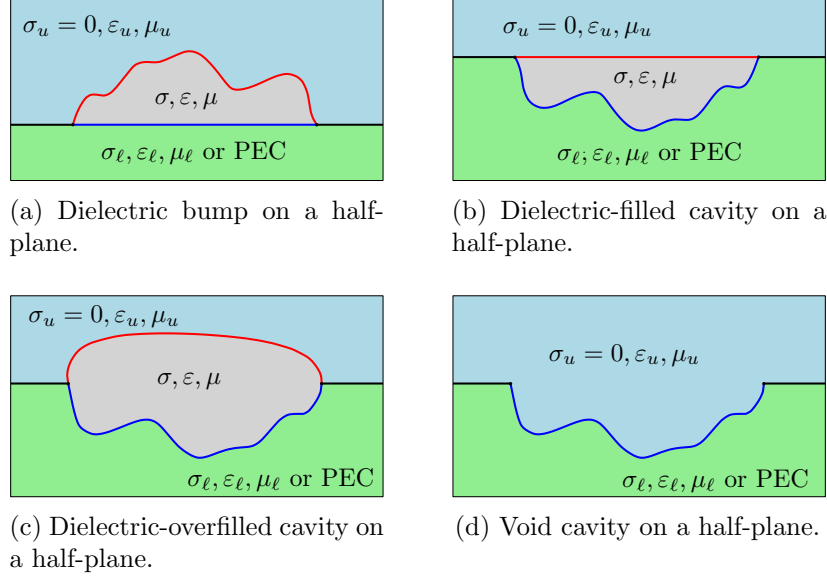 σ_u = 0, ε_u, μ_u
σ, ε, μ
σ_ℓ, ε_ℓ, μ_ℓ or PEC
(a) Dielectric bump on a half-
plane.
σ_u = 0, ε_u, μ_u
σ, ε, μ
σ_ℓ, ε_ℓ, μ_ℓ or PEC
(b) Dielectric-filled cavity on a
half-plane.
σ_u = 0, ε_u, μ_u
σ, ε, μ
σ_ℓ, ε_ℓ, μ_ℓ or PEC
(c) Dielectric-overfilled cavity on
a half-plane.
σ_u = 0, ε_u, μ_u
σ_ℓ, ε_ℓ, μ_ℓ or PEC
(d) Void cavity on a half-plane.